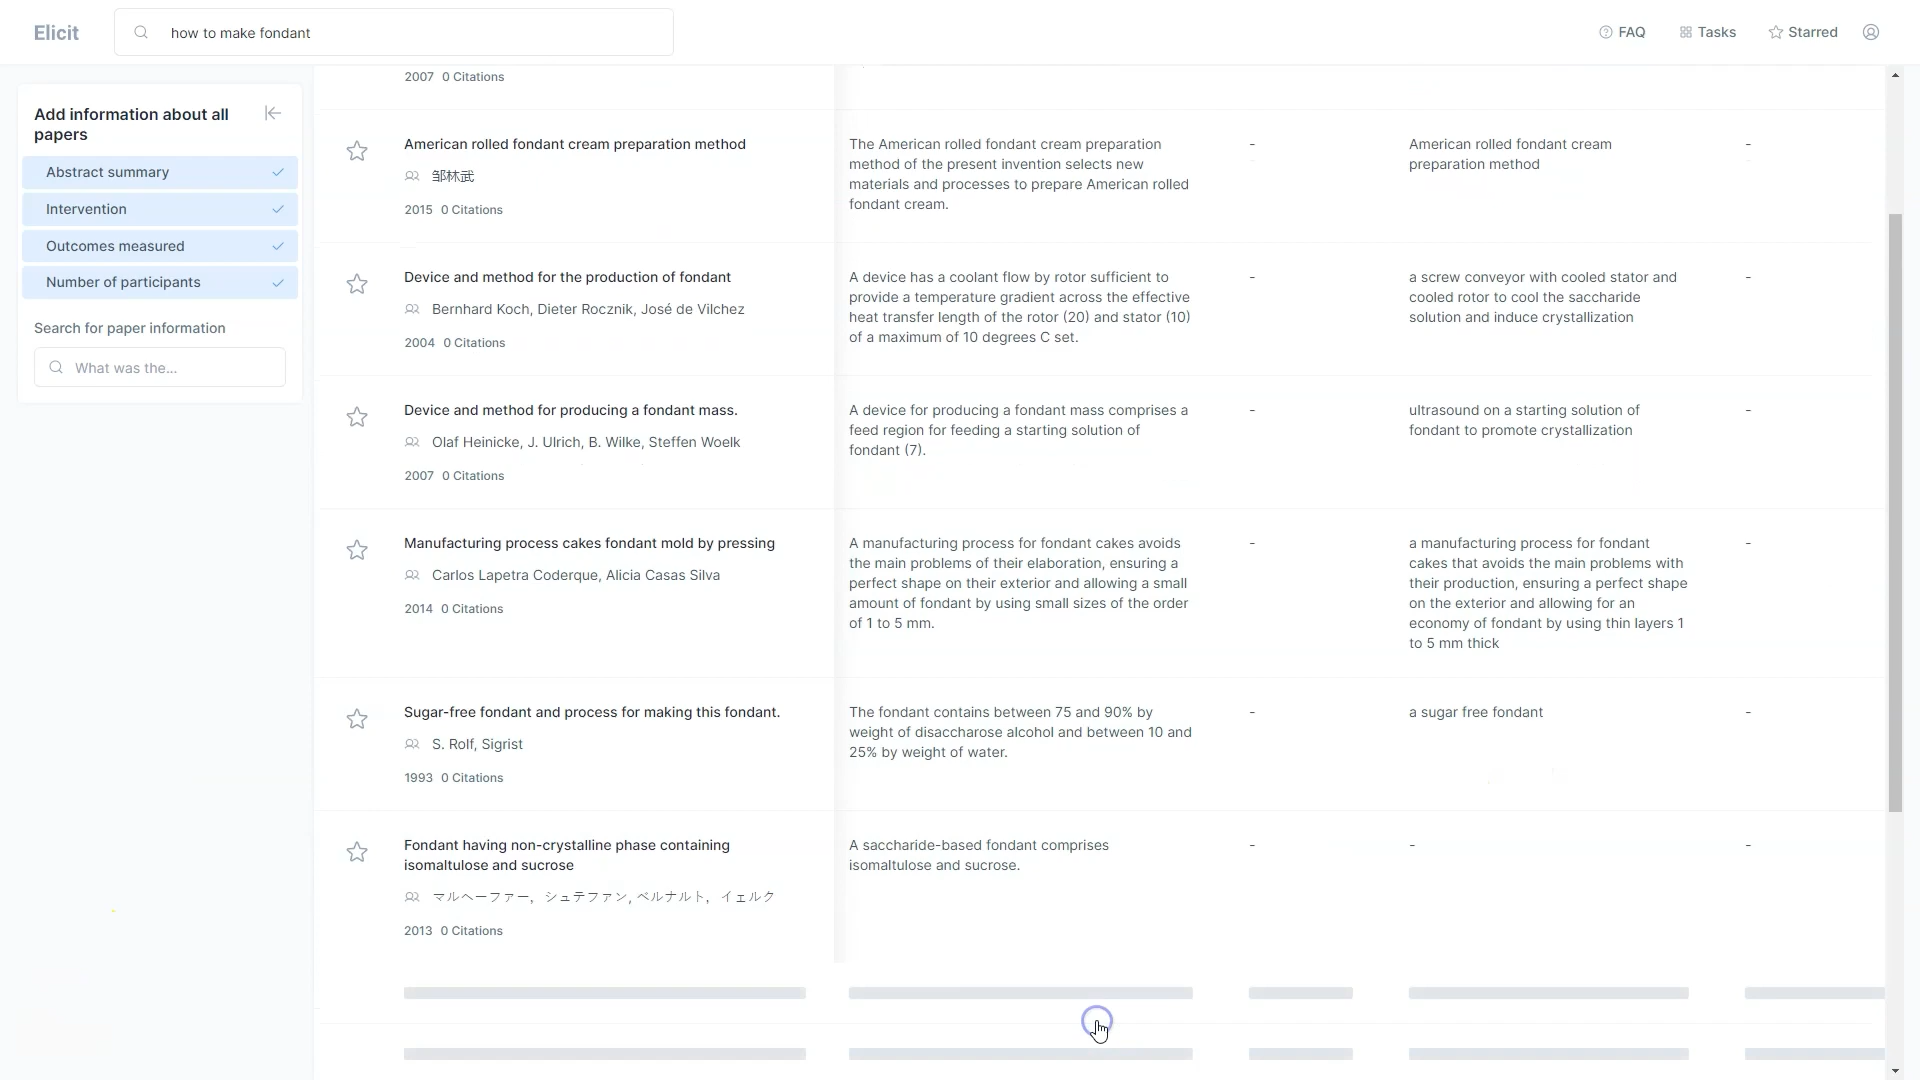 Elicit
how to make fondant
FAQ
Tasks
Starred
Add information about all
papers
Abstract summary
Intervention
Outcomes measured
Number of participants
Search for paper information
What was the...
2007 0 Citations
American rolled fondant cream preparation method
邹林武
2015 0 Citations
The American rolled fondant cream preparation
method of the present invention selects new
materials and processes to prepare American rolled
fondant cream.
-
American rolled fondant cream
preparation method
-
Device and method for the production of fondant
Bernhard Koch, Dieter Rocznik, José de Vilchez
2004 0 Citations
A device has a coolant flow by rotor sufficient to
provide a temperature gradient across the effective
heat transfer length of the rotor (20) and stator (10)
of a maximum of 10 degrees C set.
-
a screw conveyor with cooled stator and
cooled rotor to cool the saccharide
solution and induce crystallization
-
Device and method for producing a fondant mass.
Olaf Heinicke, J. Ulrich, B. Wilke, Steffen Woelk
2007 0 Citations
A device for producing a fondant mass comprises a
feed region for feeding a starting solution of
fondant (7).
-
ultrasound on a starting solution of
fondant to promote crystallization
-
Manufacturing process cakes fondant mold by pressing
Carlos Lapetra Coderque, Alicia Casas Silva
2014 0 Citations
A manufacturing process for fondant cakes avoids
the main problems of their elaboration, ensuring a
perfect shape on their exterior and allowing a small
amount of fondant by using small sizes of the order
of 1 to 5 mm.
-
a manufacturing process for fondant
cakes that avoids the main problems with
their production, ensuring a perfect shape
on the exterior and allowing for an
economy of fondant by using thin layers 1
to 5 mm thick
-
Sugar-free fondant and process for making this fondant.
S. Rolf, Sigrist
1993 0 Citations
The fondant contains between 75 and 90% by
weight of disaccharose alcohol and between 10 and
25% by weight of water.
-
a sugar free fondant
-
Fondant having non-crystalline phase containing
isomaltulose and sucrose
マルヘーファー，シュテファン, ベルナルト，イェルク
2013 0 Citations
A saccharide-based fondant comprises
isomaltulose and sucrose.
-
-
-